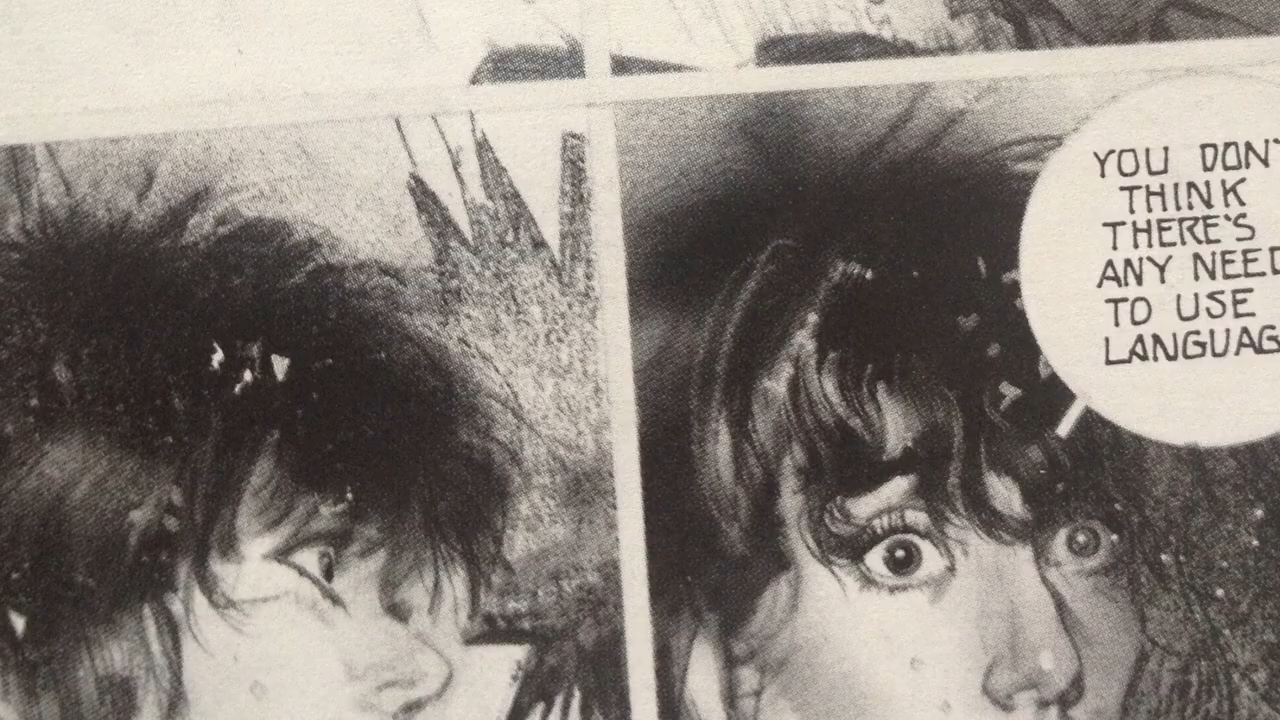 YOU DON'T
THINK
THERE'S
ANY NEED
TO USE
LANGUAG